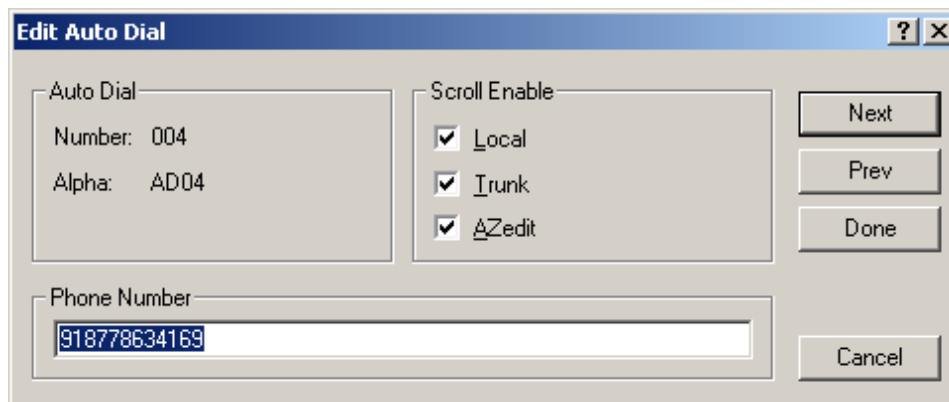 Edit Auto Dial
Auto Dial
Number: 004
Alpha: AD04
Scroll Enable
Local
Trunk
AZedit
Next
Prev
Done
Phone Number
918778634169
Cancel